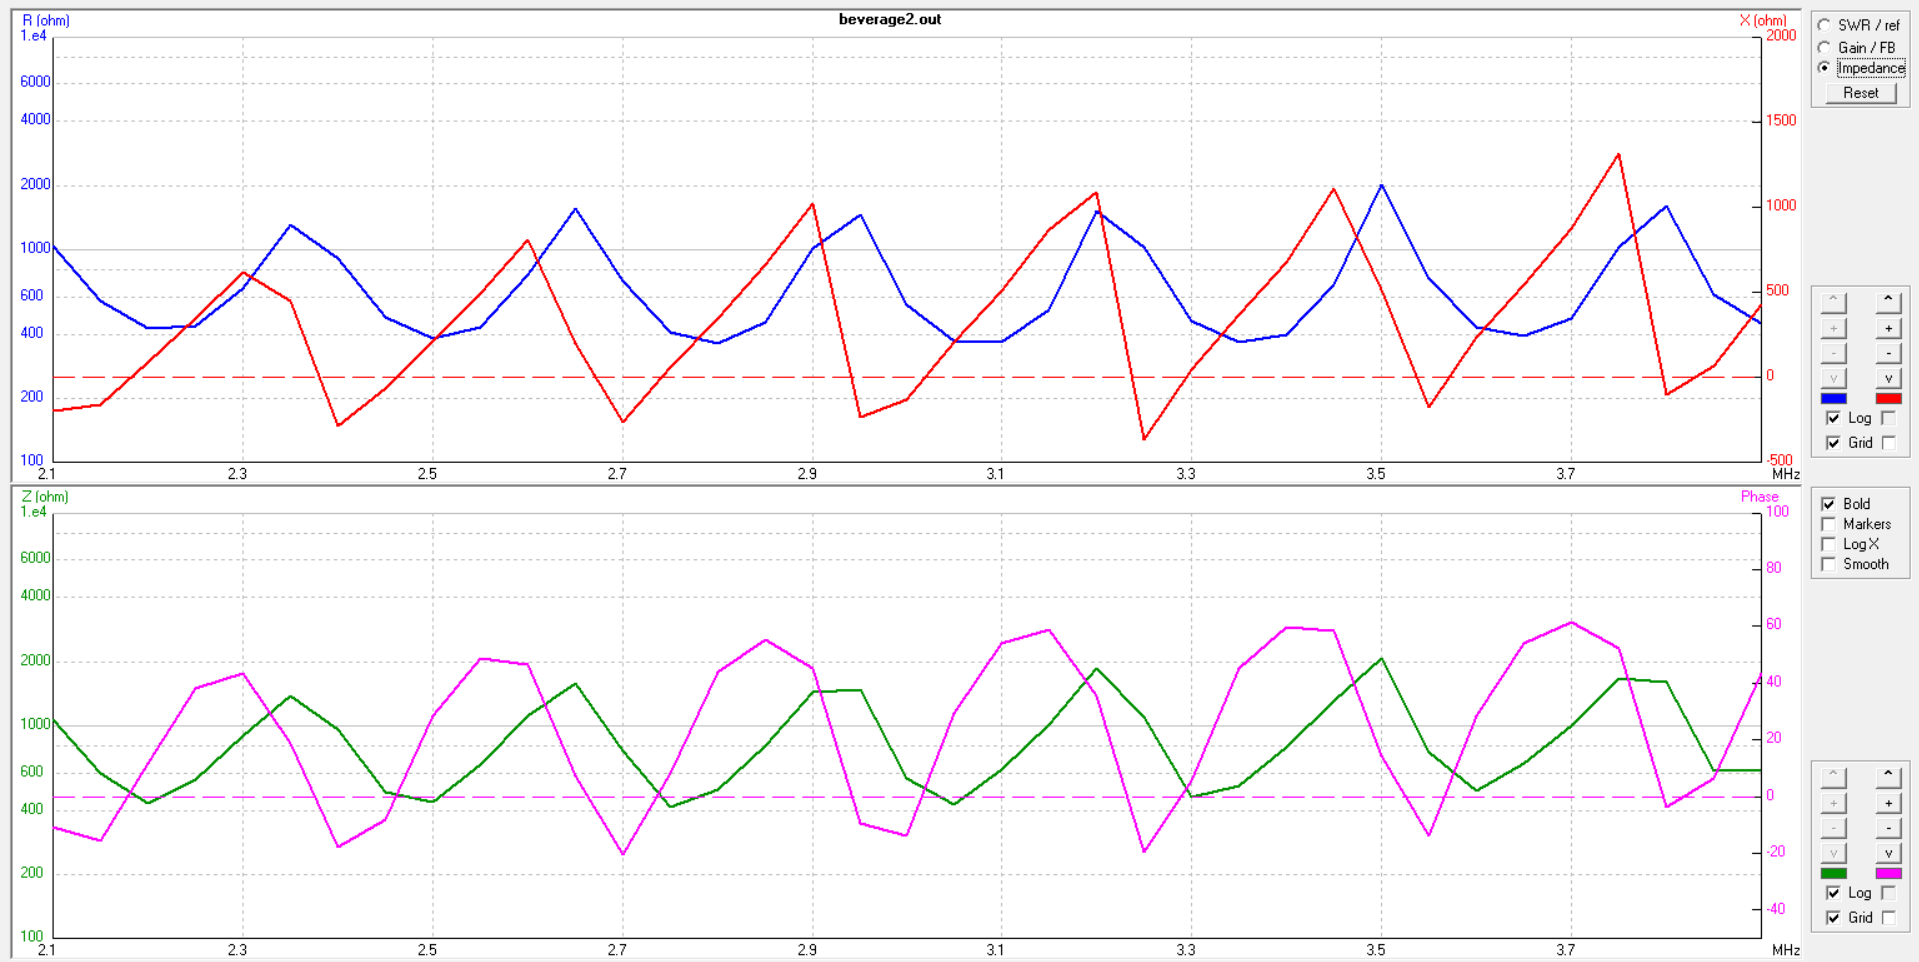 R (ohm) beverage2.out X (ohm)
1.e4 2000
6000
4000 1500
2000
1000 1000
600 500
400
200 0
100 -500
2.1 2.3 2.5 2.7 2.9 3.1 3.3 3.5 3.7 MHz
Z (ohm) Phase
1.e4 100
6000 80
4000
2000 60
40
1000 20
600
400 0
200 -20
-40
100
2.1 2.3 2.5 2.7 2.9 3.1 3.3 3.5 3.7 MHz
SWR / ref
Gain / FB
Impedance
Reset
^ ^
+ +
- -
v v
Log
Grid
Bold
Markers
Log X
Smooth
^ ^
+ +
- -
v v
Log
Grid